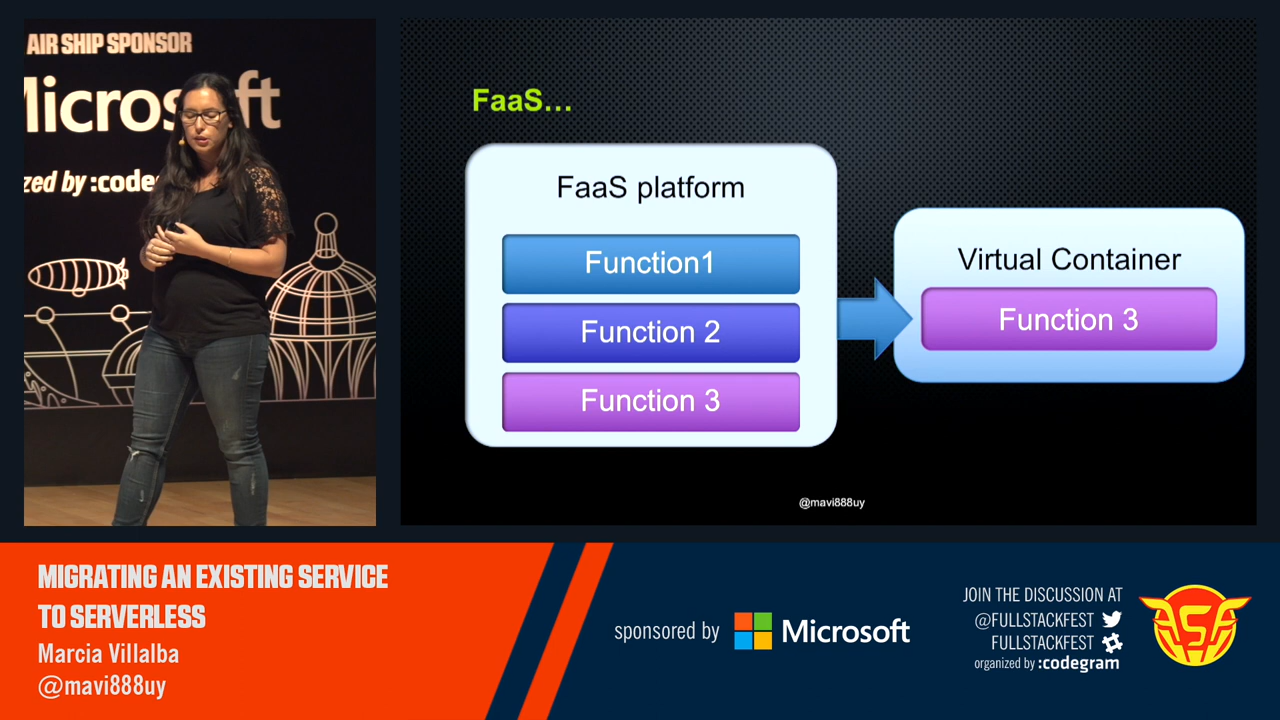 AIR SHIP SPONSOR
Microsoft
zed by :code
FaaS...
FaaS platform
Function1
Function 2
Function 3
Virtual Container
Function 3
@mavi888uy
MIGRATING AN EXISTING SERVICE
TO SERVERLESS
Marcia Villalba
@mavi888uy
sponsored by Microsoft
JOIN THE DISCUSSION AT
@FULLSTACKFEST
FULLSTACKFEST
organized by :codegram
FSF